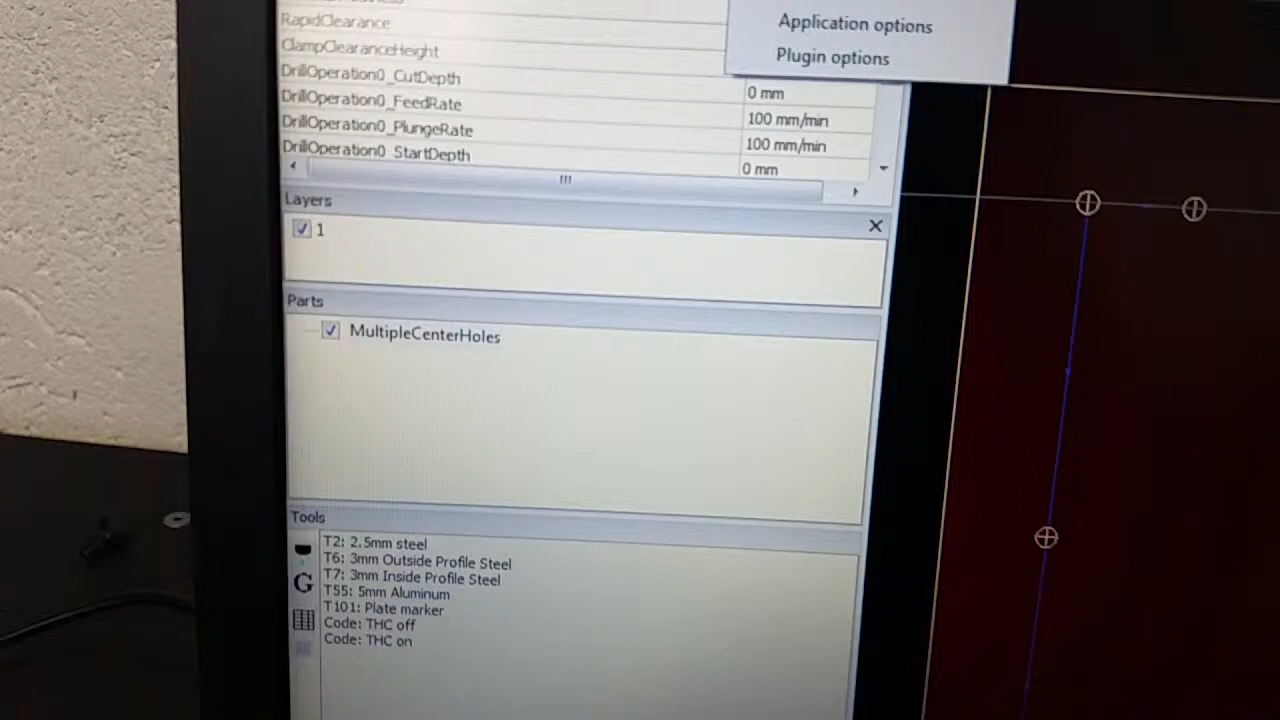 Application options
Plugin options
RapidClearance
ClampClearanceHeight
DrillOperation0_CutDepth 0 mm
DrillOperation0_FeedRate 100 mm/min
DrillOperation0_PlungeRate 100 mm/min
DrillOperation0_StartDepth 0 mm
Layers
1
Parts
MultipleCenterHoles
Tools
T2: 2.5mm steel
T6: 3mm Outside Profile Steel
T7: 3mm Inside Profile Steel
T55: 5mm Aluminum
T101: Plate marker
Code: THC off
Code: THC on
G